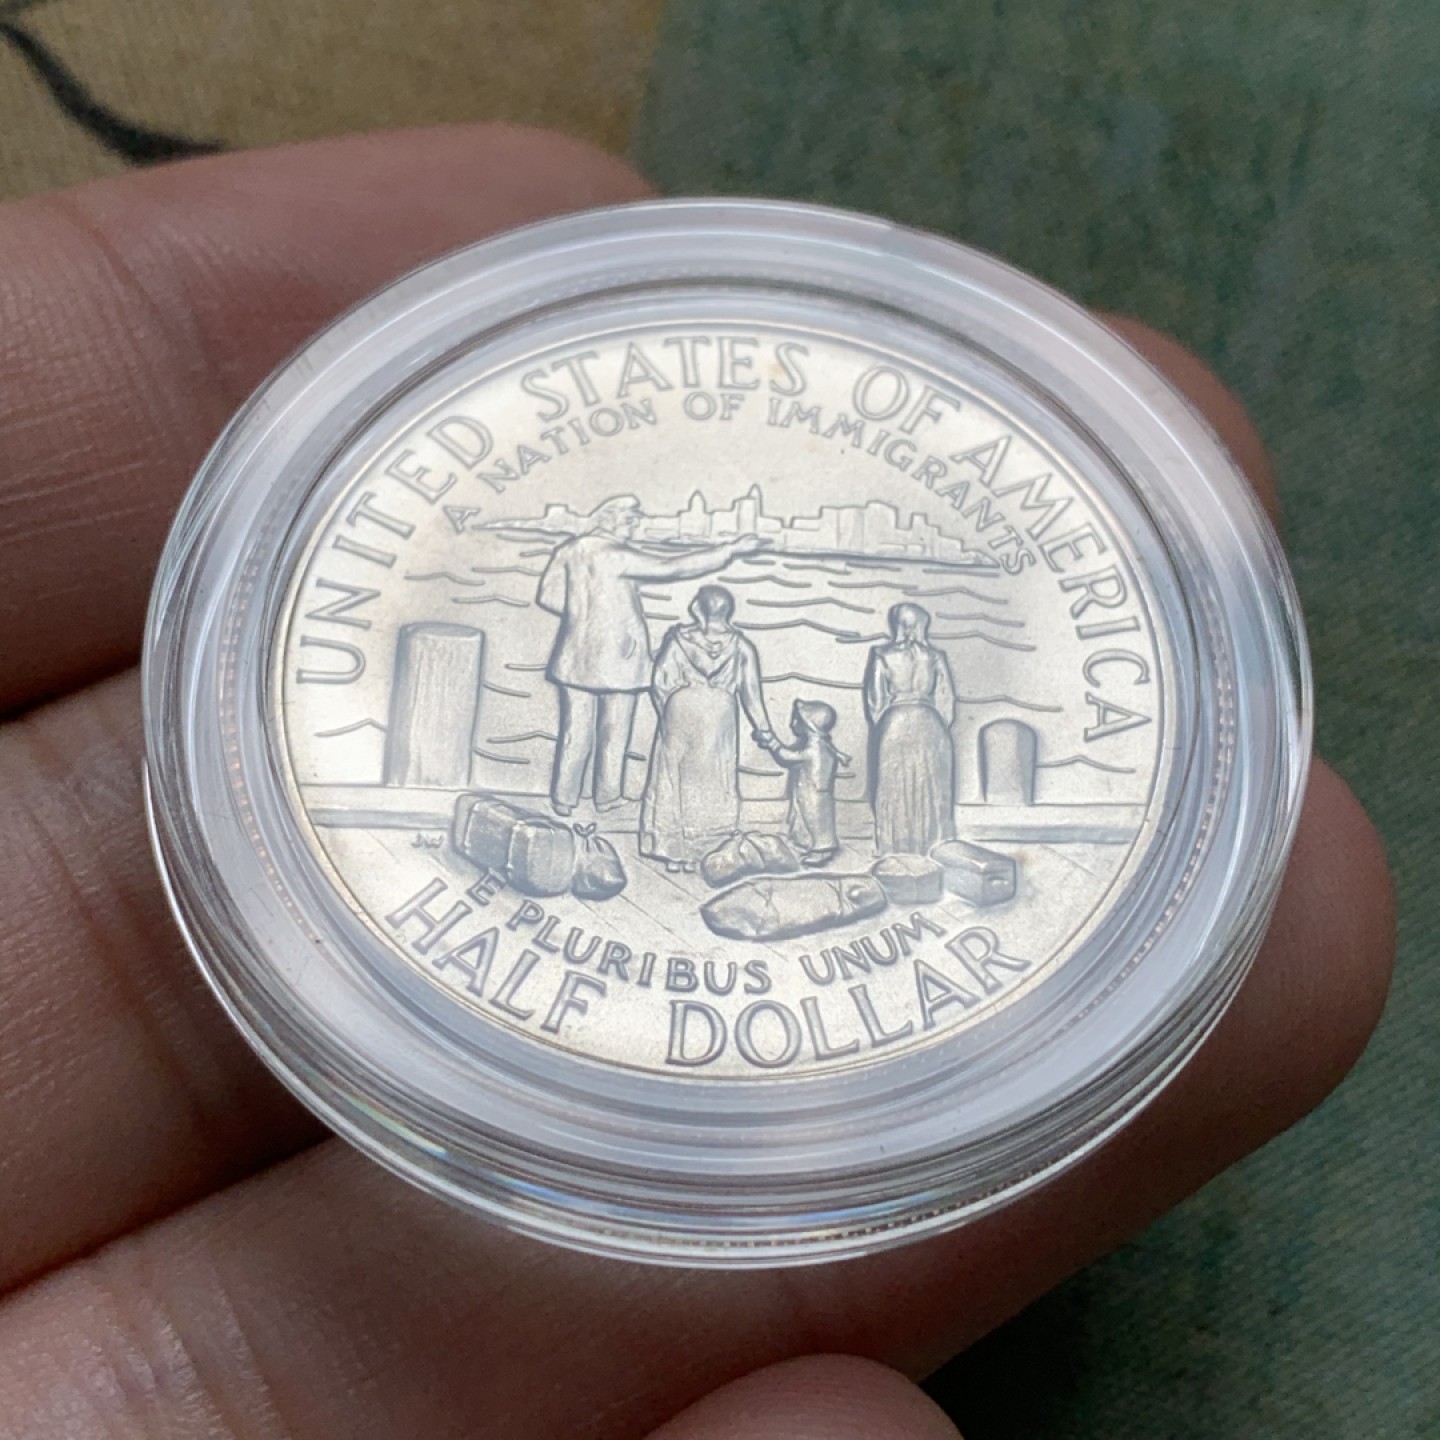 UNITED STATES OF AMERICA
A NATION OF IMMIGRANTS
E PLURIBUS UNUM
HALF DOLLAR